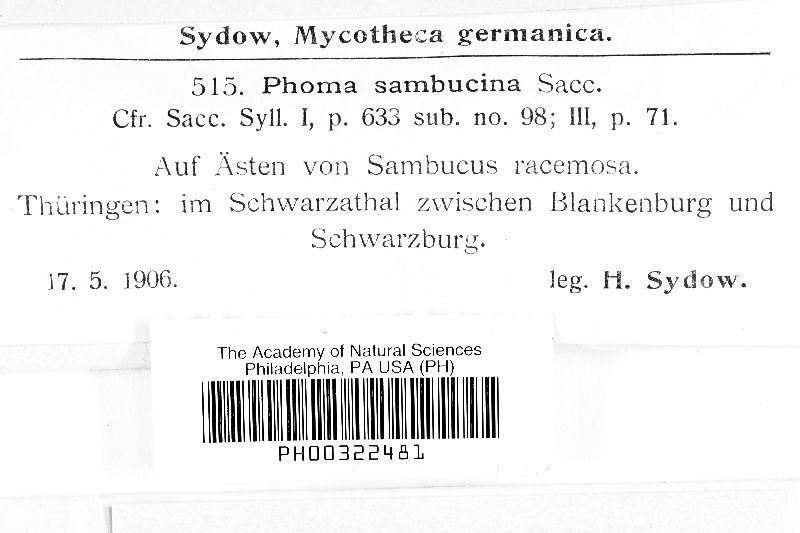 Sydow, Mycotheca germanica.
515. Phoma sambucina Sacc.
Cfr. Sacc. Syll. I, p. 633 sub. no. 98; III, p. 71.
Auf Ästen von Sambucus racemosa.
Thüringen: im Schwarzathal zwischen Blankenburg und
Schwarzburg.
17. 5. 1906. leg. H. Sydow.
The Academy of Natural Sciences
Philadelphia, PA USA (PH)
PH00322481